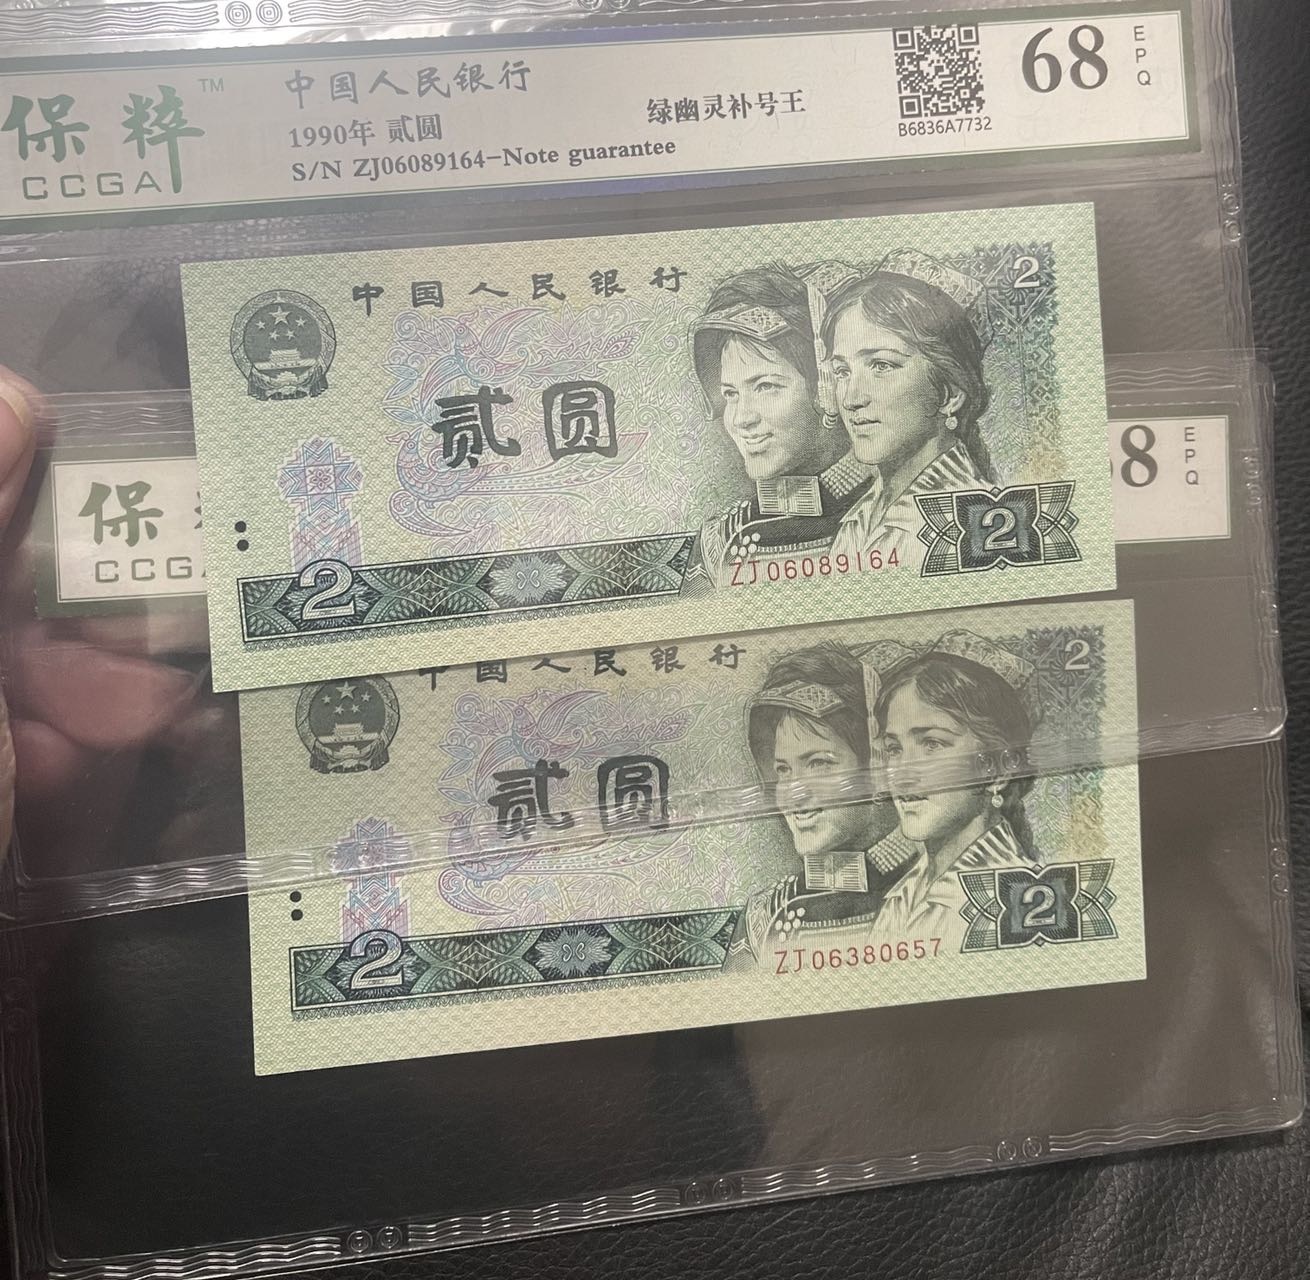 保粹™
CCGA
中国人民银行
1990年 贰圆
S/N ZJ06089164-Note guarantee
绿幽灵补号王
B6836A7732
68
EPQ
中国人民银行
2
贰圆
2
2
ZJ06089164
保
CCGA
8
EPQ
中国人民银行
2
贰圆
2
2
ZJ06380657